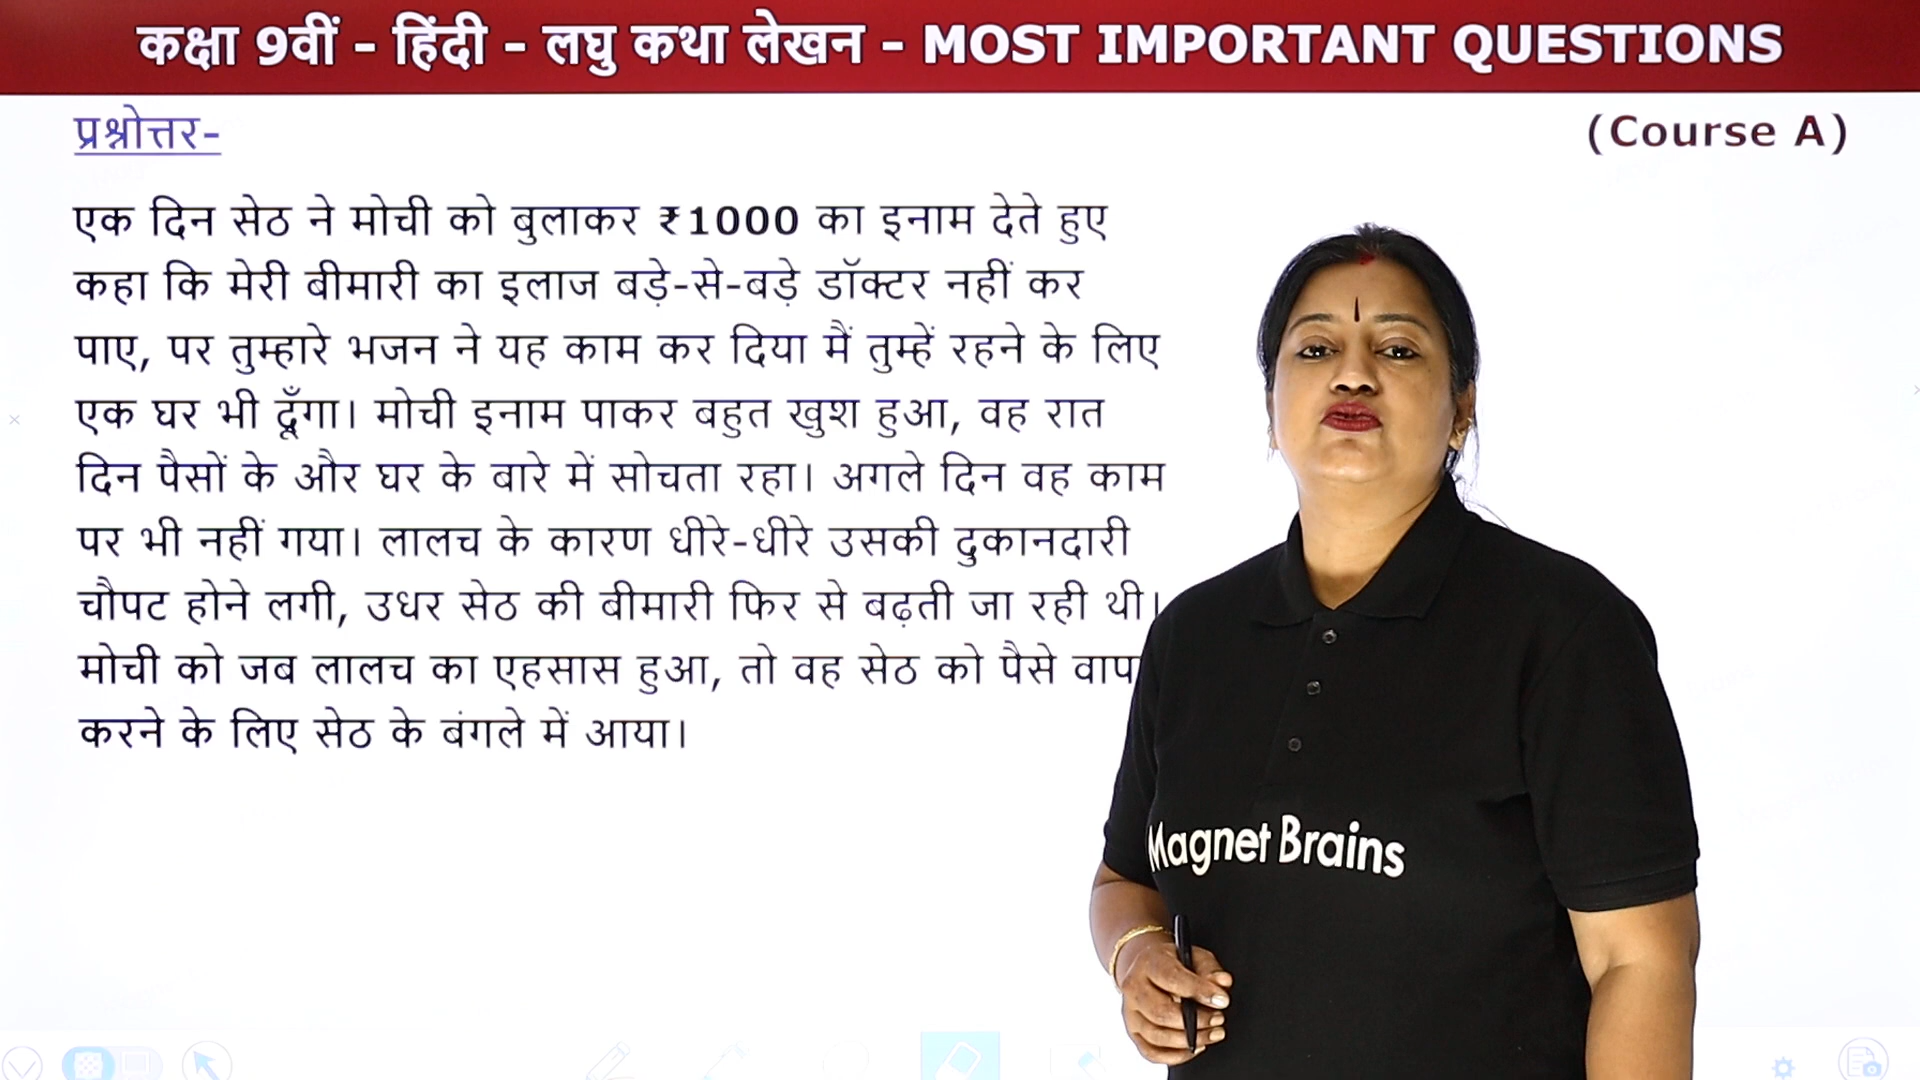 कक्षा 9वीं - हिंदी - लघु कथा लेखन - MOST IMPORTANT QUESTIONS
प्रश्नोत्तर-
(Course A)
एक दिन सेठ ने मोची को बुलाकर ₹1000 का इनाम देते हुए
कहा कि मेरी बीमारी का इलाज बड़े-से-बड़े डॉक्टर नहीं कर
पाए, पर तुम्हारे भजन ने यह काम कर दिया मैं तुम्हें रहने के लिए
एक घर भी दूँगा। मोची इनाम पाकर बहुत खुश हुआ, वह रात
दिन पैसों के और घर के बारे में सोचता रहा। अगले दिन वह काम
पर भी नहीं गया। लालच के कारण धीरे-धीरे उसकी दुकानदारी
चौपट होने लगी, उधर सेठ की बीमारी फिर से बढ़ती जा रही थी।
मोची को जब लालच का एहसास हुआ, तो वह सेठ को पैसे
करने के लिए सेठ के बंगले में आया।
Magnet Brains